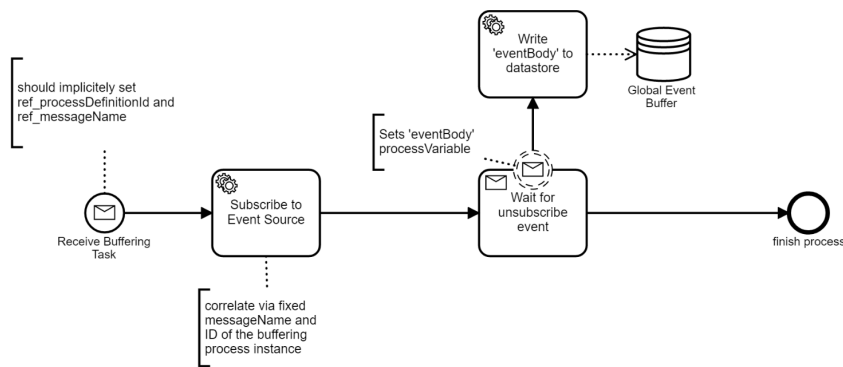 Write
'eventBody' to
datastore
Global Event
Buffer
should implicitely set
ref_processDefinitionId and
ref_messageName
Sets 'eventBody'
processVariable
Receive Buffering
Task
Subscribe to
Event Source
Wait for
unsubscribe
event
finish process
correlate via fixed
messageName and
ID of the buffering
process instance